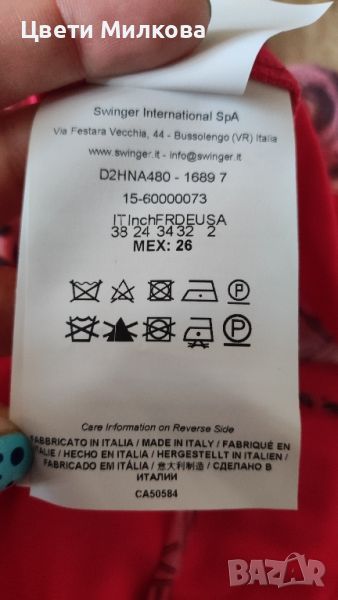 Цвети Милкова
Swinger International SpA
Via Festara Vecchia, 44 - Bussolengo (VR) Italia
www.swinger.it - info@swinger.it
D2HNA480 - 1689 7
15-60000073
ITInchFRDEUSA
38 24 34 32 2
MEX: 26
P
P
Care Information on Reverse Side
FABBRICATO IN ITALIA / MADE IN ITALY / FABRIQUÉ EN
ITALIE / HECHO EN ITALIA / HERGESTELLT IN ITALIEN /
FABRICADO EM ITÁLIA / 意大利制造 / СДЕЛАНО В
ИТАЛИИ
CA50584
BAZAR